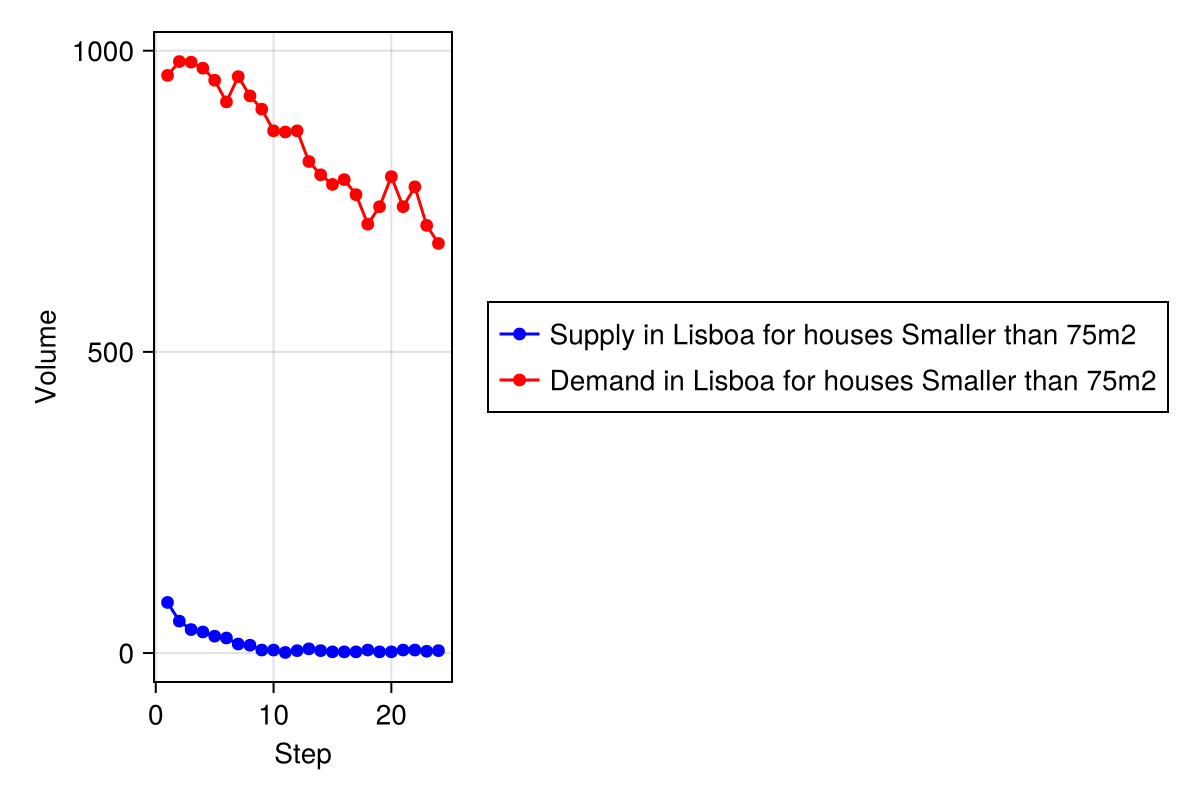 1000
500
0
Volume
0 10 20
Step
Supply in Lisboa for houses Smaller than 75m2
Demand in Lisboa for houses Smaller than 75m2